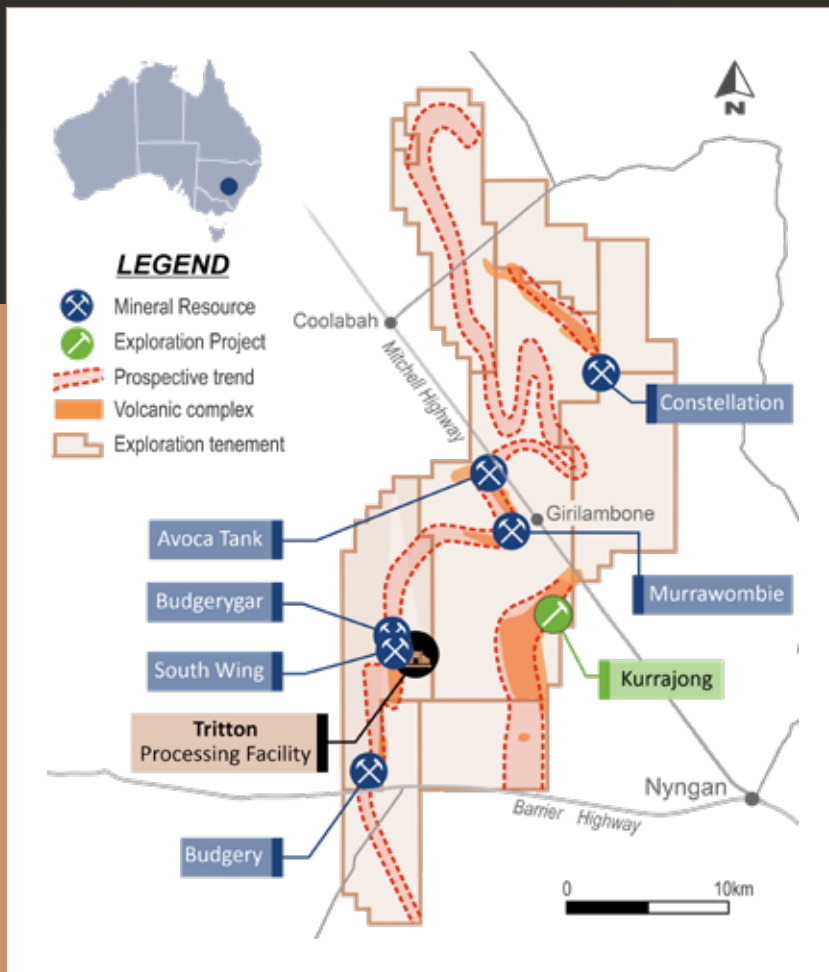 N
LEGEND
Mineral Resource
Exploration Project
Prospective trend
Volcanic complex
Exploration tenement
Coolabah
Mitchell Highway
Constellation
Avoca Tank
Girilambone
Budgerygar
Murrawombie
South Wing
Kurrajong
Tritton
Processing Facility
Nyngan
Barrier Highway
Budgery
0 10km